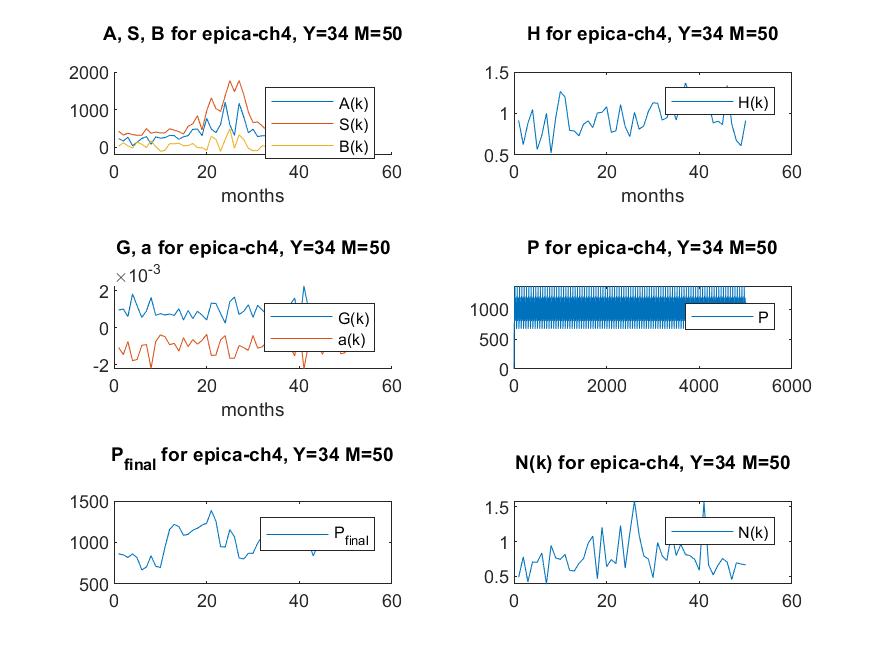 A, S, B for epica-ch4, Y=34 M=50
2000
1000
0
A(k)
S(k)
B(k)
0 20 40 60
months
H for epica-ch4, Y=34 M=50
1.5
1
0.5
H(k)
0 20 40 60
months
G, a for epica-ch4, Y=34 M=50
×10-3
2
0
-2
G(k)
a(k)
0 20 40 60
months
P for epica-ch4, Y=34 M=50
1000
500
0
P
0 2000 4000 6000
Pfinal for epica-ch4, Y=34 M=50
1500
1000
500
Pfinal
0 20 40 60
N(k) for epica-ch4, Y=34 M=50
1.5
1
0.5
N(k)
0 20 40 60